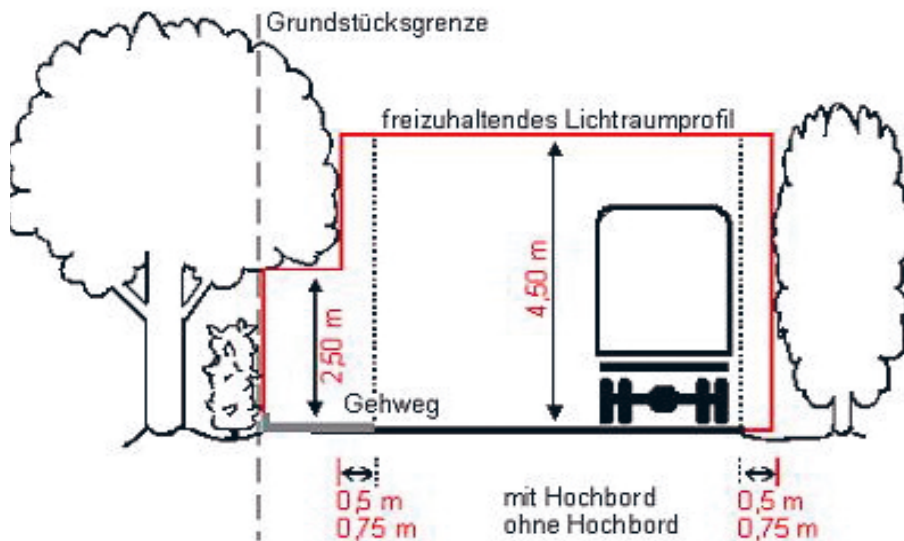 Grundstücksgrenze
freizuhaltendes Lichtraumprofil
4,50 m
2,50 m
Gehweg
0,5 m
0,75 m
mit Hochbord
ohne Hochbord
0,5 m
0,75 m